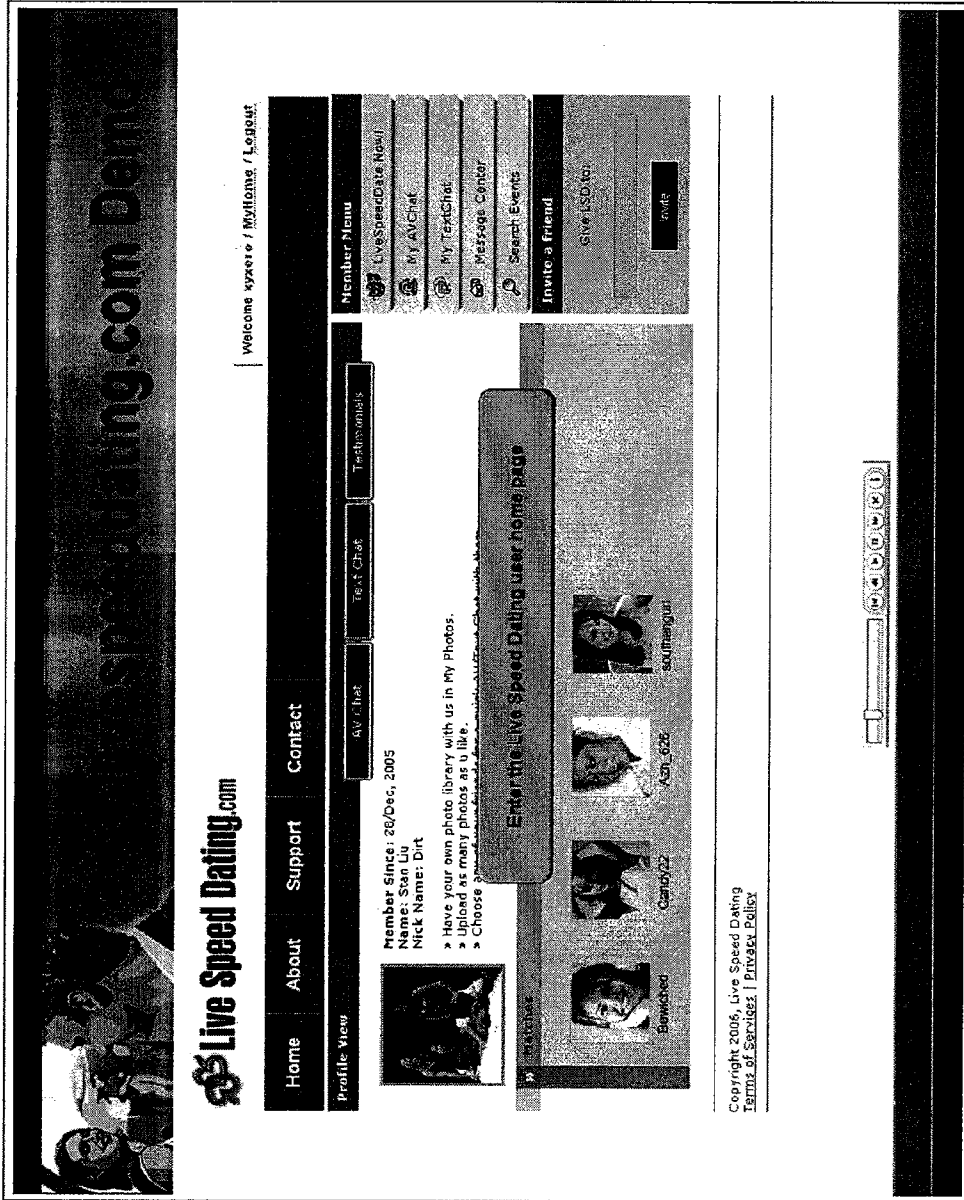 livespeeddating.com Demo
Live Speed Dating.com
Welcome xyxere / MyHome / Logout
Home
About
Support
Contact
Profile View
AV Chat
Text Chat
Testimonials
Member Since: 28/Dec, 2005
Name: Stan Liu
Nick Name: Dirt
» Have your own photo library with us in My Photos.
» Upload as many photos as u like.
» Choose
Enter the Live Speed Dating user home page
» Matches
Bewitched
Candy22
Azn_626
southangus
Member Menu
LiveSpeedDate Now!
My AVChat
My TextChat
Message Center
Search Events
Invite a friend
Give LSD to:
Invite
Copyright 2006, Live Speed Dating
Terms of Services | Privacy Policy